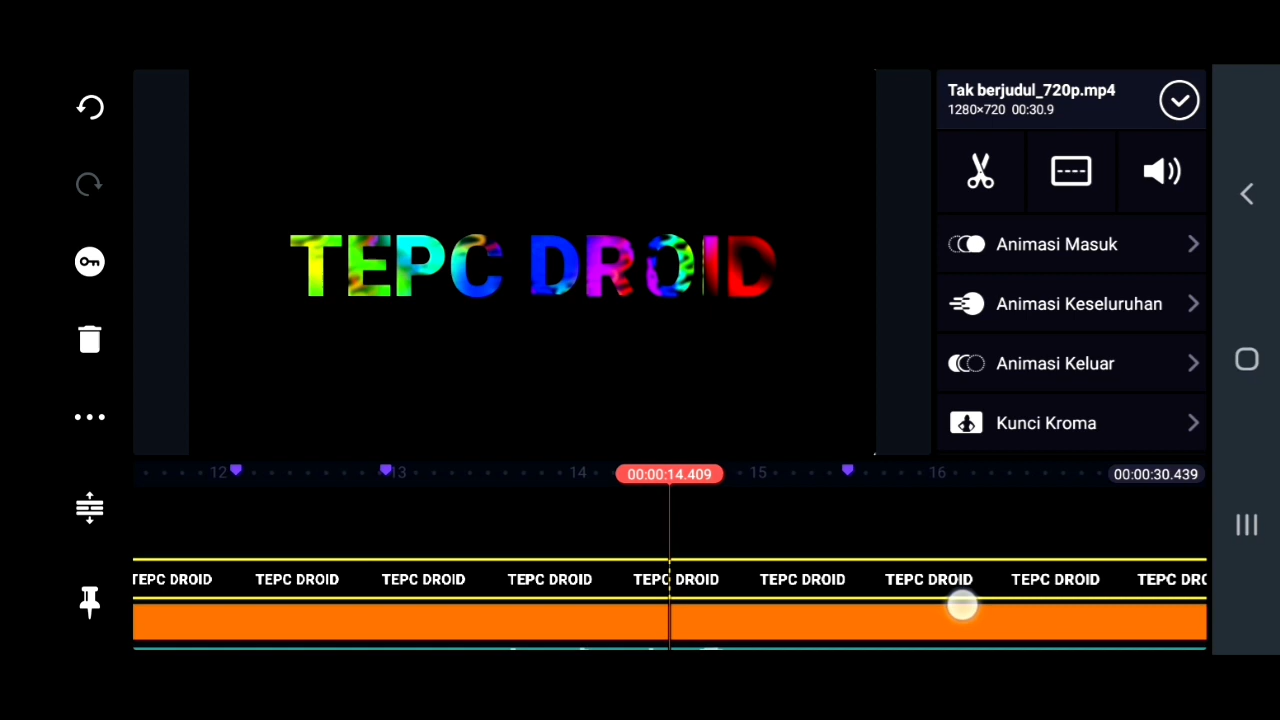 Tak berjudul_720p.mp4
1280×720 00:30.9
TEPC DROID
Animasi Masuk
Animasi Keseluruhan
Animasi Keluar
Kunci Kroma
12 13 14 00:00:14.409 15 16 00:00:30.439
TEPC DROID TEPC DROID TEPC DROID TEPC DROID TEPC DROID TEPC DROID TEPC DROID TEPC DROID TEPC DRO